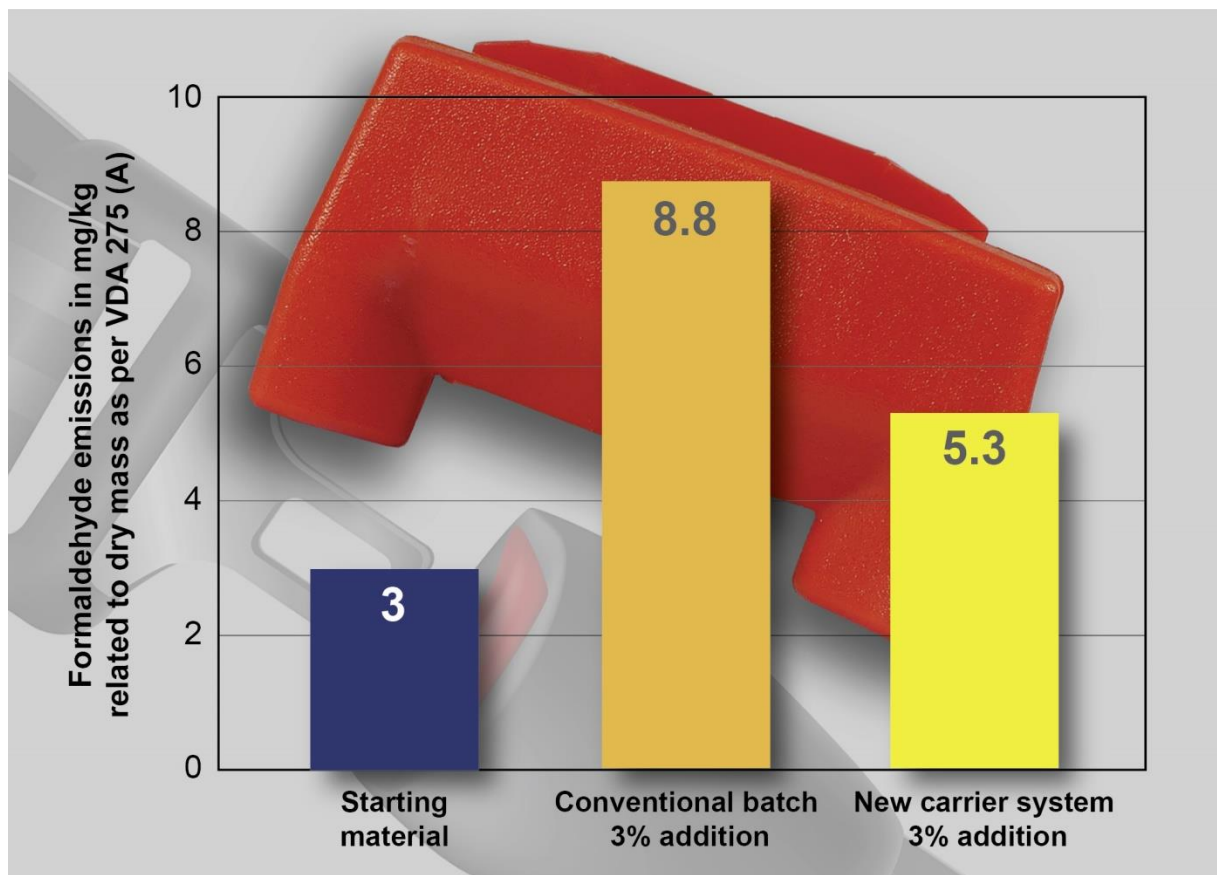 Formaldehyde emissions in mg/kg
related to dry mass as per VDA 275 (A)
10
8
6
4
2
0
3
8.8
5.3
Starting
material
Conventional batch
3% addition
New carrier system
3% addition